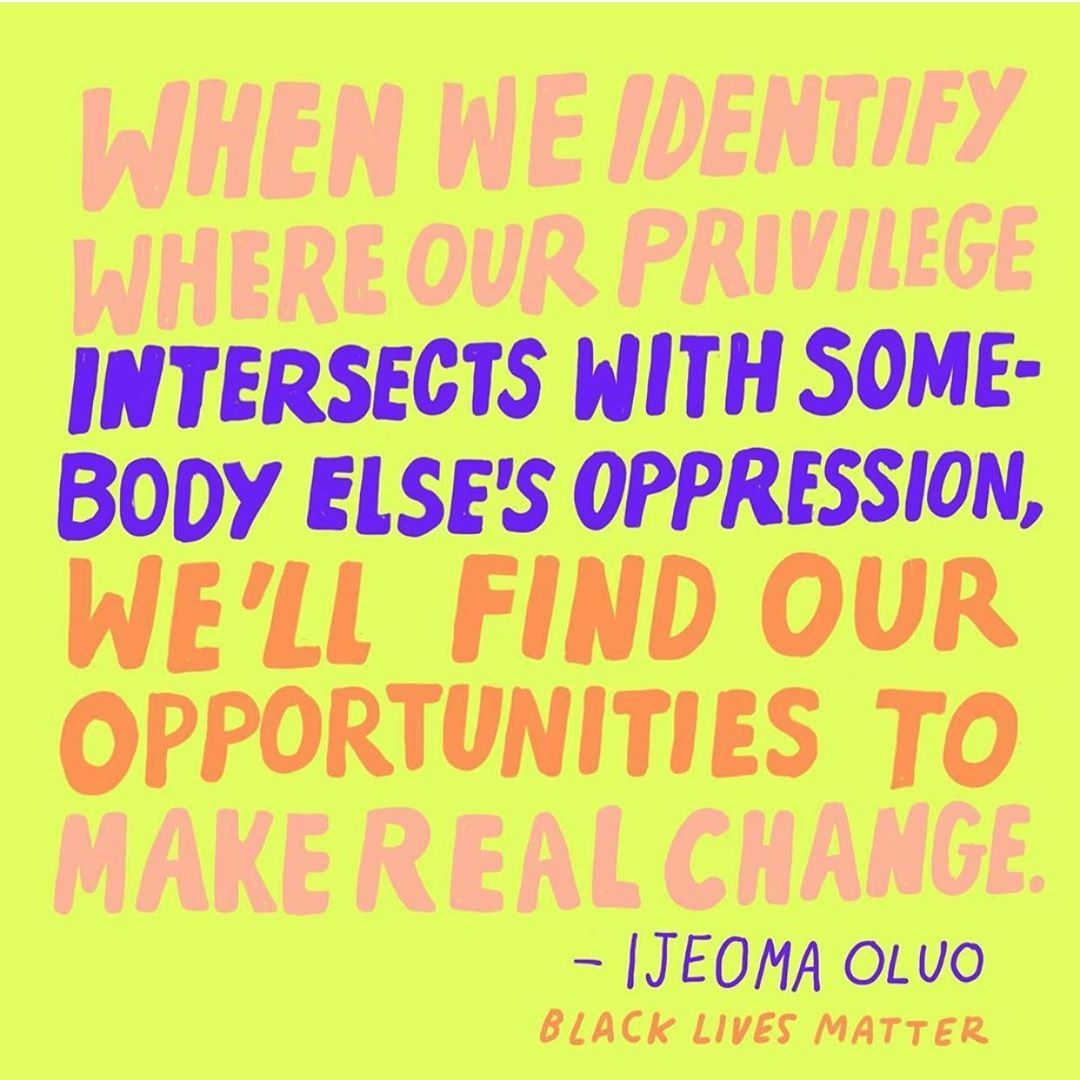 WHEN WE IDENTIFY
WHERE OUR PRIVILEGE
INTERSECTS WITH SOME-
BODY ELSE'S OPPRESSION,
WE'LL FIND OUR
OPPORTUNITIES TO
MAKE REAL CHANGE.
- IJEOMA OLUO
BLACK LIVES MATTER